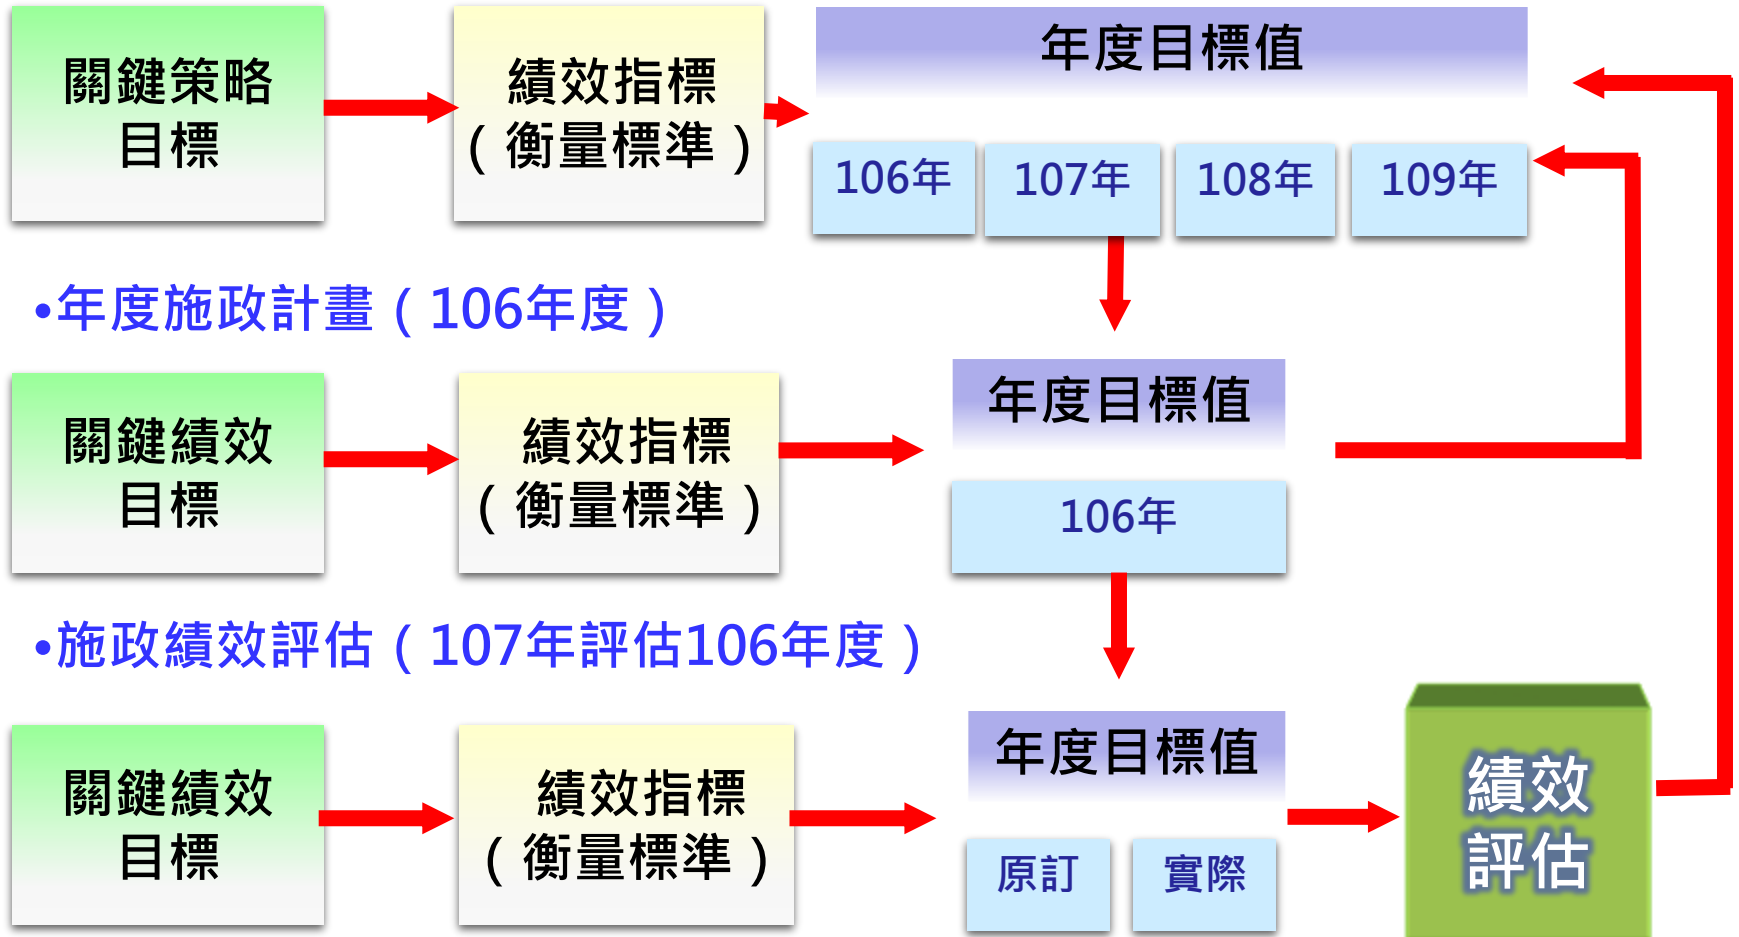 關鍵策略
目標
績效指標
（衡量標準）
年度目標值
106年
107年
108年
109年
•年度施政計畫（106年度）
關鍵績效
目標
績效指標
（衡量標準）
年度目標值
106年
•施政績效評估（107年評估106年度）
關鍵績效
目標
績效指標
（衡量標準）
年度目標值
原訂
實際
績效
評估